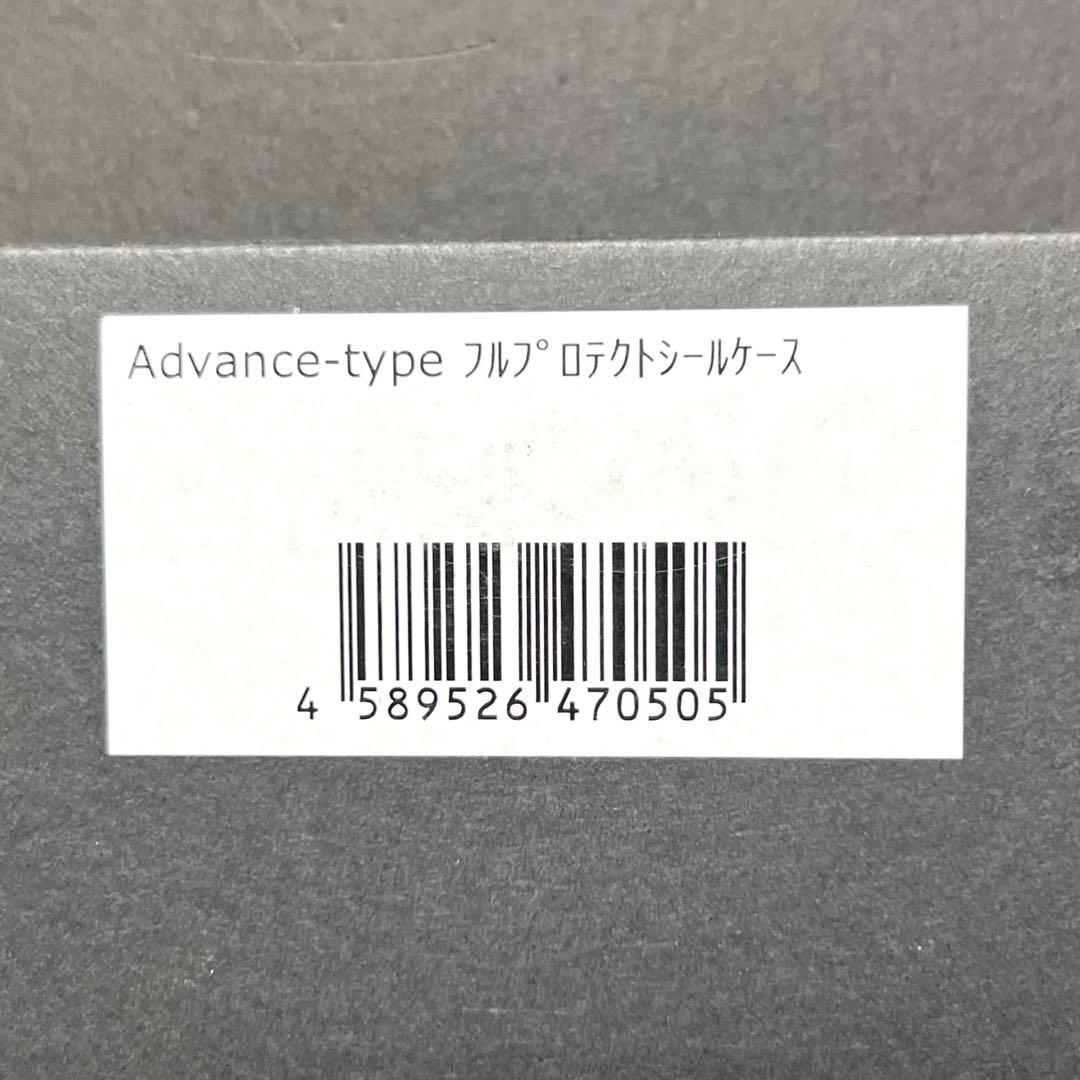 Advance-type ﾌﾙﾌﾟﾛﾃｸﾄｼｰﾙｹｰｽ
4 589526 470505